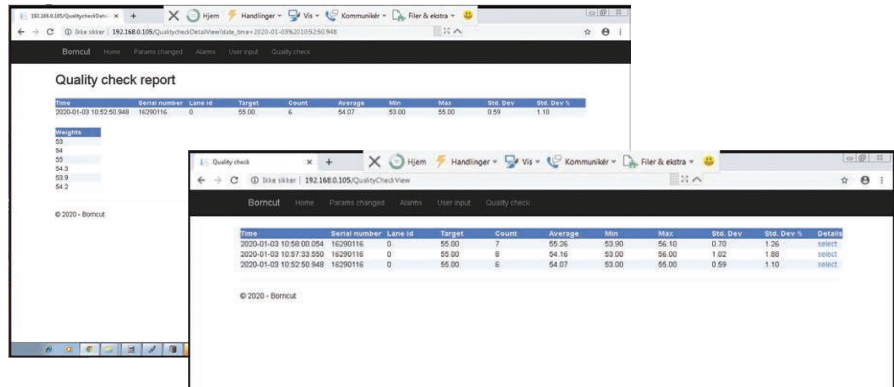 192.168.0.105/QualitycheckDeta
Hjem Handlinger Vis Kommunikér Filer & ekstra
Ikke sikker | 192.168.0.105/QualitycheckDetailView?date_time=2020-01-03%2010:52:50.948
Borncut Home Params changed Alarms User input Quality check
Quality check report
Time Serial number Lane id Target Count Average Min Max Std. Dev Std. Dev %
2020-01-03 10:52:50.948 16290116 0 55.00 6 54.07 53.00 55.00 0.59 1.10
Weights
53
54
55
54.3
53.9
54.2
© 2020 - Borncut
Quality check
Hjem Handlinger Vis Kommunikér Filer & ekstra
Ikke sikker | 192.168.0.105/QualityCheckView
Borncut Home Params changed Alarms User input Quality check
Time Serial number Lane id Target Count Average Min Max Std. Dev Std. Dev % Details
2020-01-03 10:58:00.054 16290116 0 55.00 7 55.26 53.90 56.10 0.70 1.26 select
2020-01-03 10:57:33.550 16290116 0 55.00 8 54.16 53.00 56.00 1.02 1.88 select
2020-01-03 10:52:50.948 16290116 0 55.00 6 54.07 53.00 55.00 0.59 1.10 select
© 2020 - Borncut